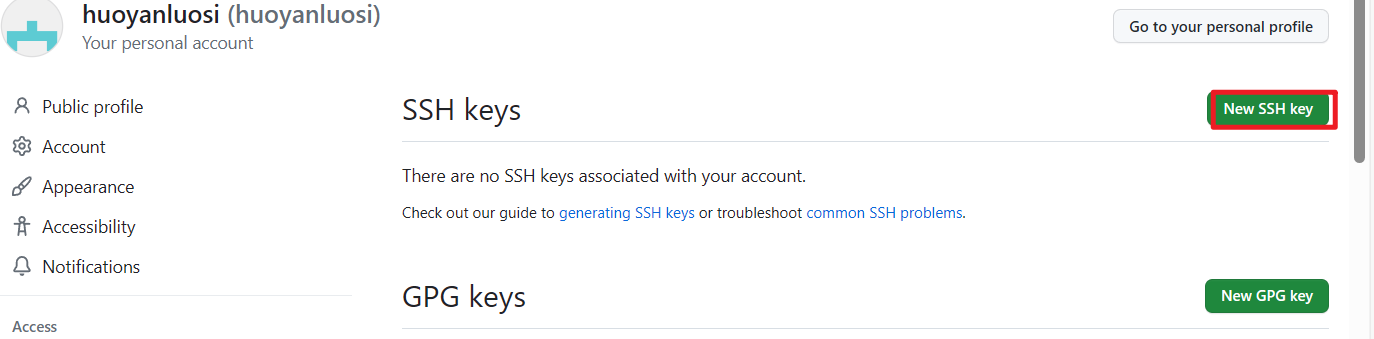 huoyanluosi (huoyanluosi)
Your personal account
Go to your personal profile
Public profile
Account
Appearance
Accessibility
Notifications
Access
SSH keys
New SSH key
There are no SSH keys associated with your account.
Check out our guide to generating SSH keys or troubleshoot common SSH problems.
GPG keys
New GPG key